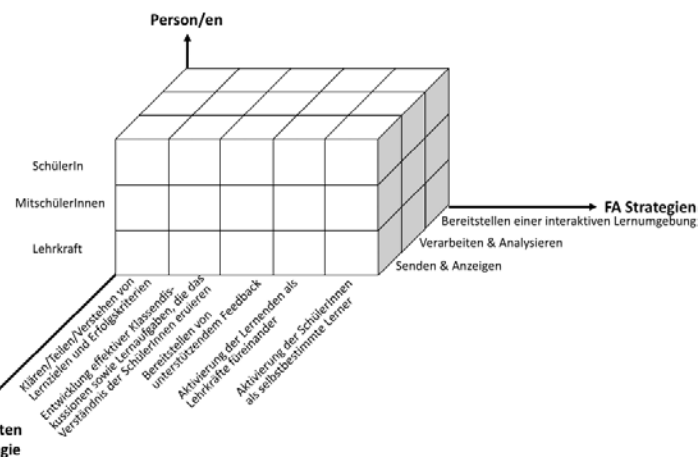 Person/en
SchülerIn
MitschülerInnen
Lehrkraft
FA Strategien
Bereitstellen einer interaktiven Lernumgebung
Verarbeiten & Analysieren
Senden & Anzeigen
Klären/Teilen/Verstehen von
Lernzielen und Erfolgskriterien
Entwicklung effektiver Klassendis-
kussionen sowie Lernaufgaben, die das
Verständnis der SchülerInnen eruieren
Bereitstellen von
unterstützendem Feedback
Aktivierung der Lernenden als
Lehrkräfte füreinander
Aktivierung der SchülerInnen
als selbstbestimmte Lerner
ten
gie